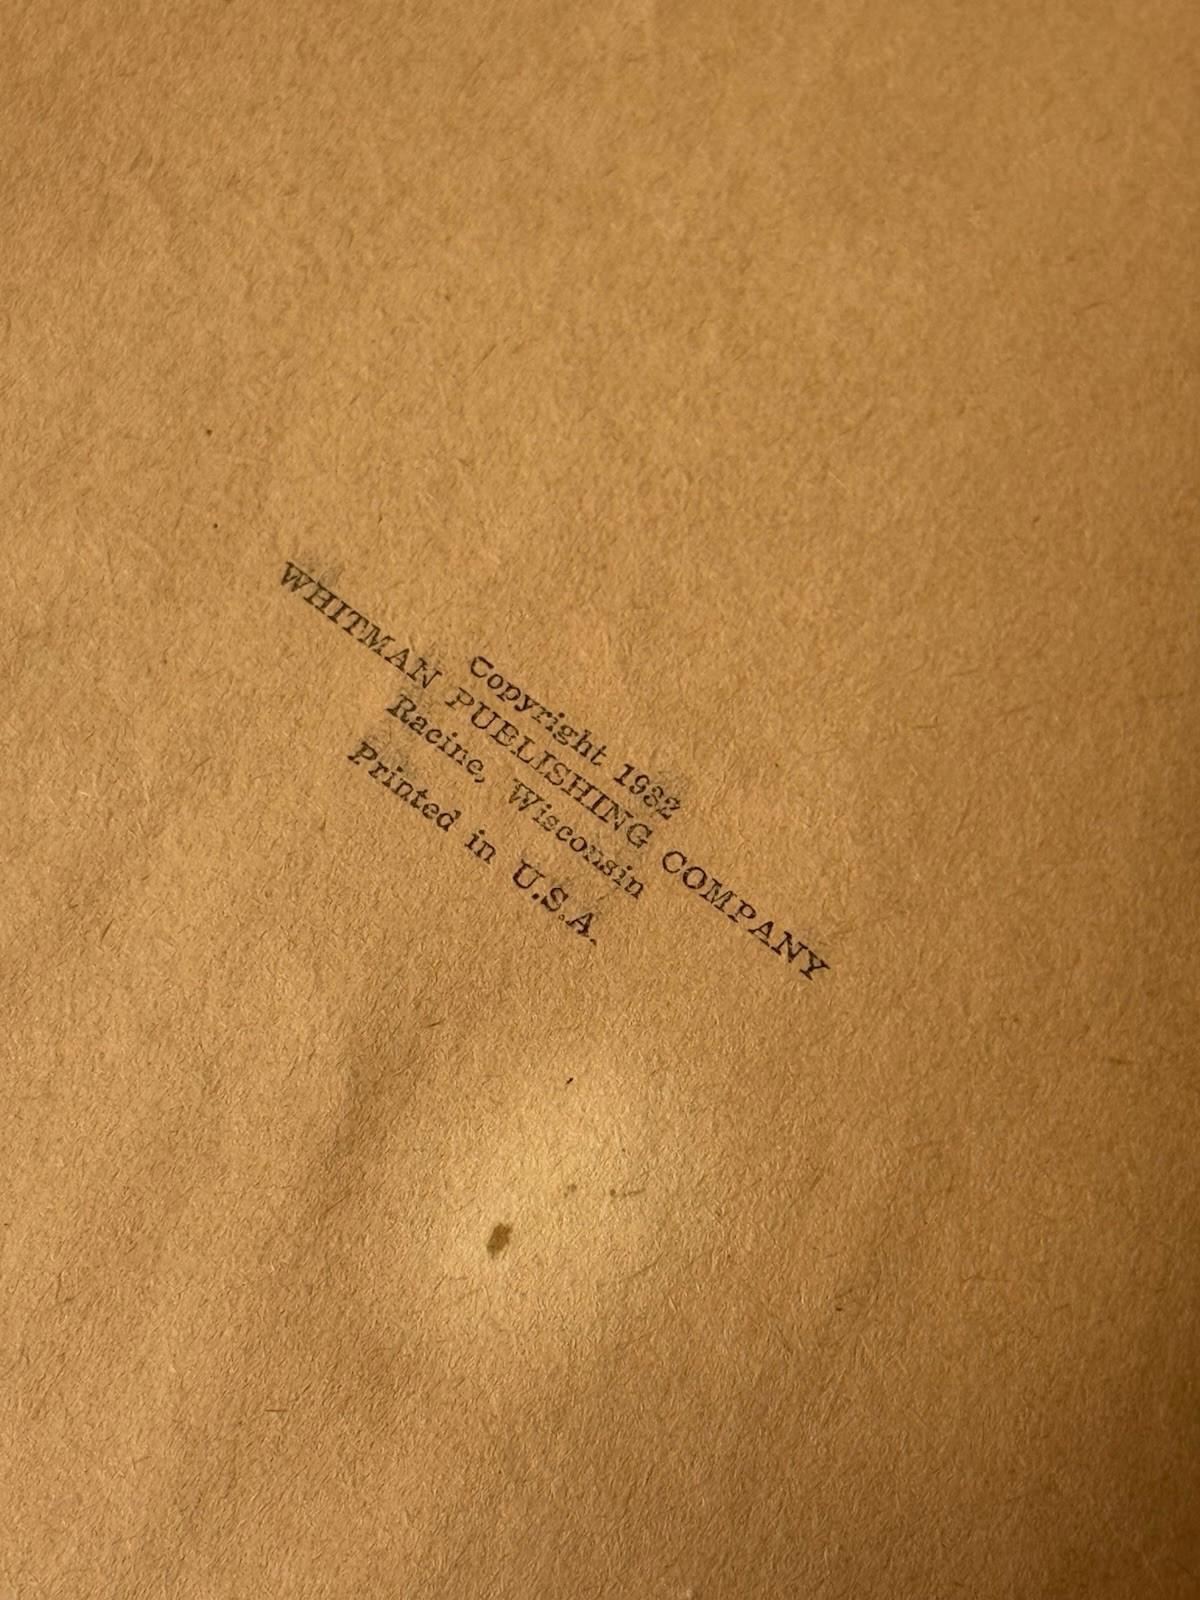 Copyright 1932
WHITMAN PUBLISHING COMPANY
Racine, Wisconsin
Printed in U.S.A.